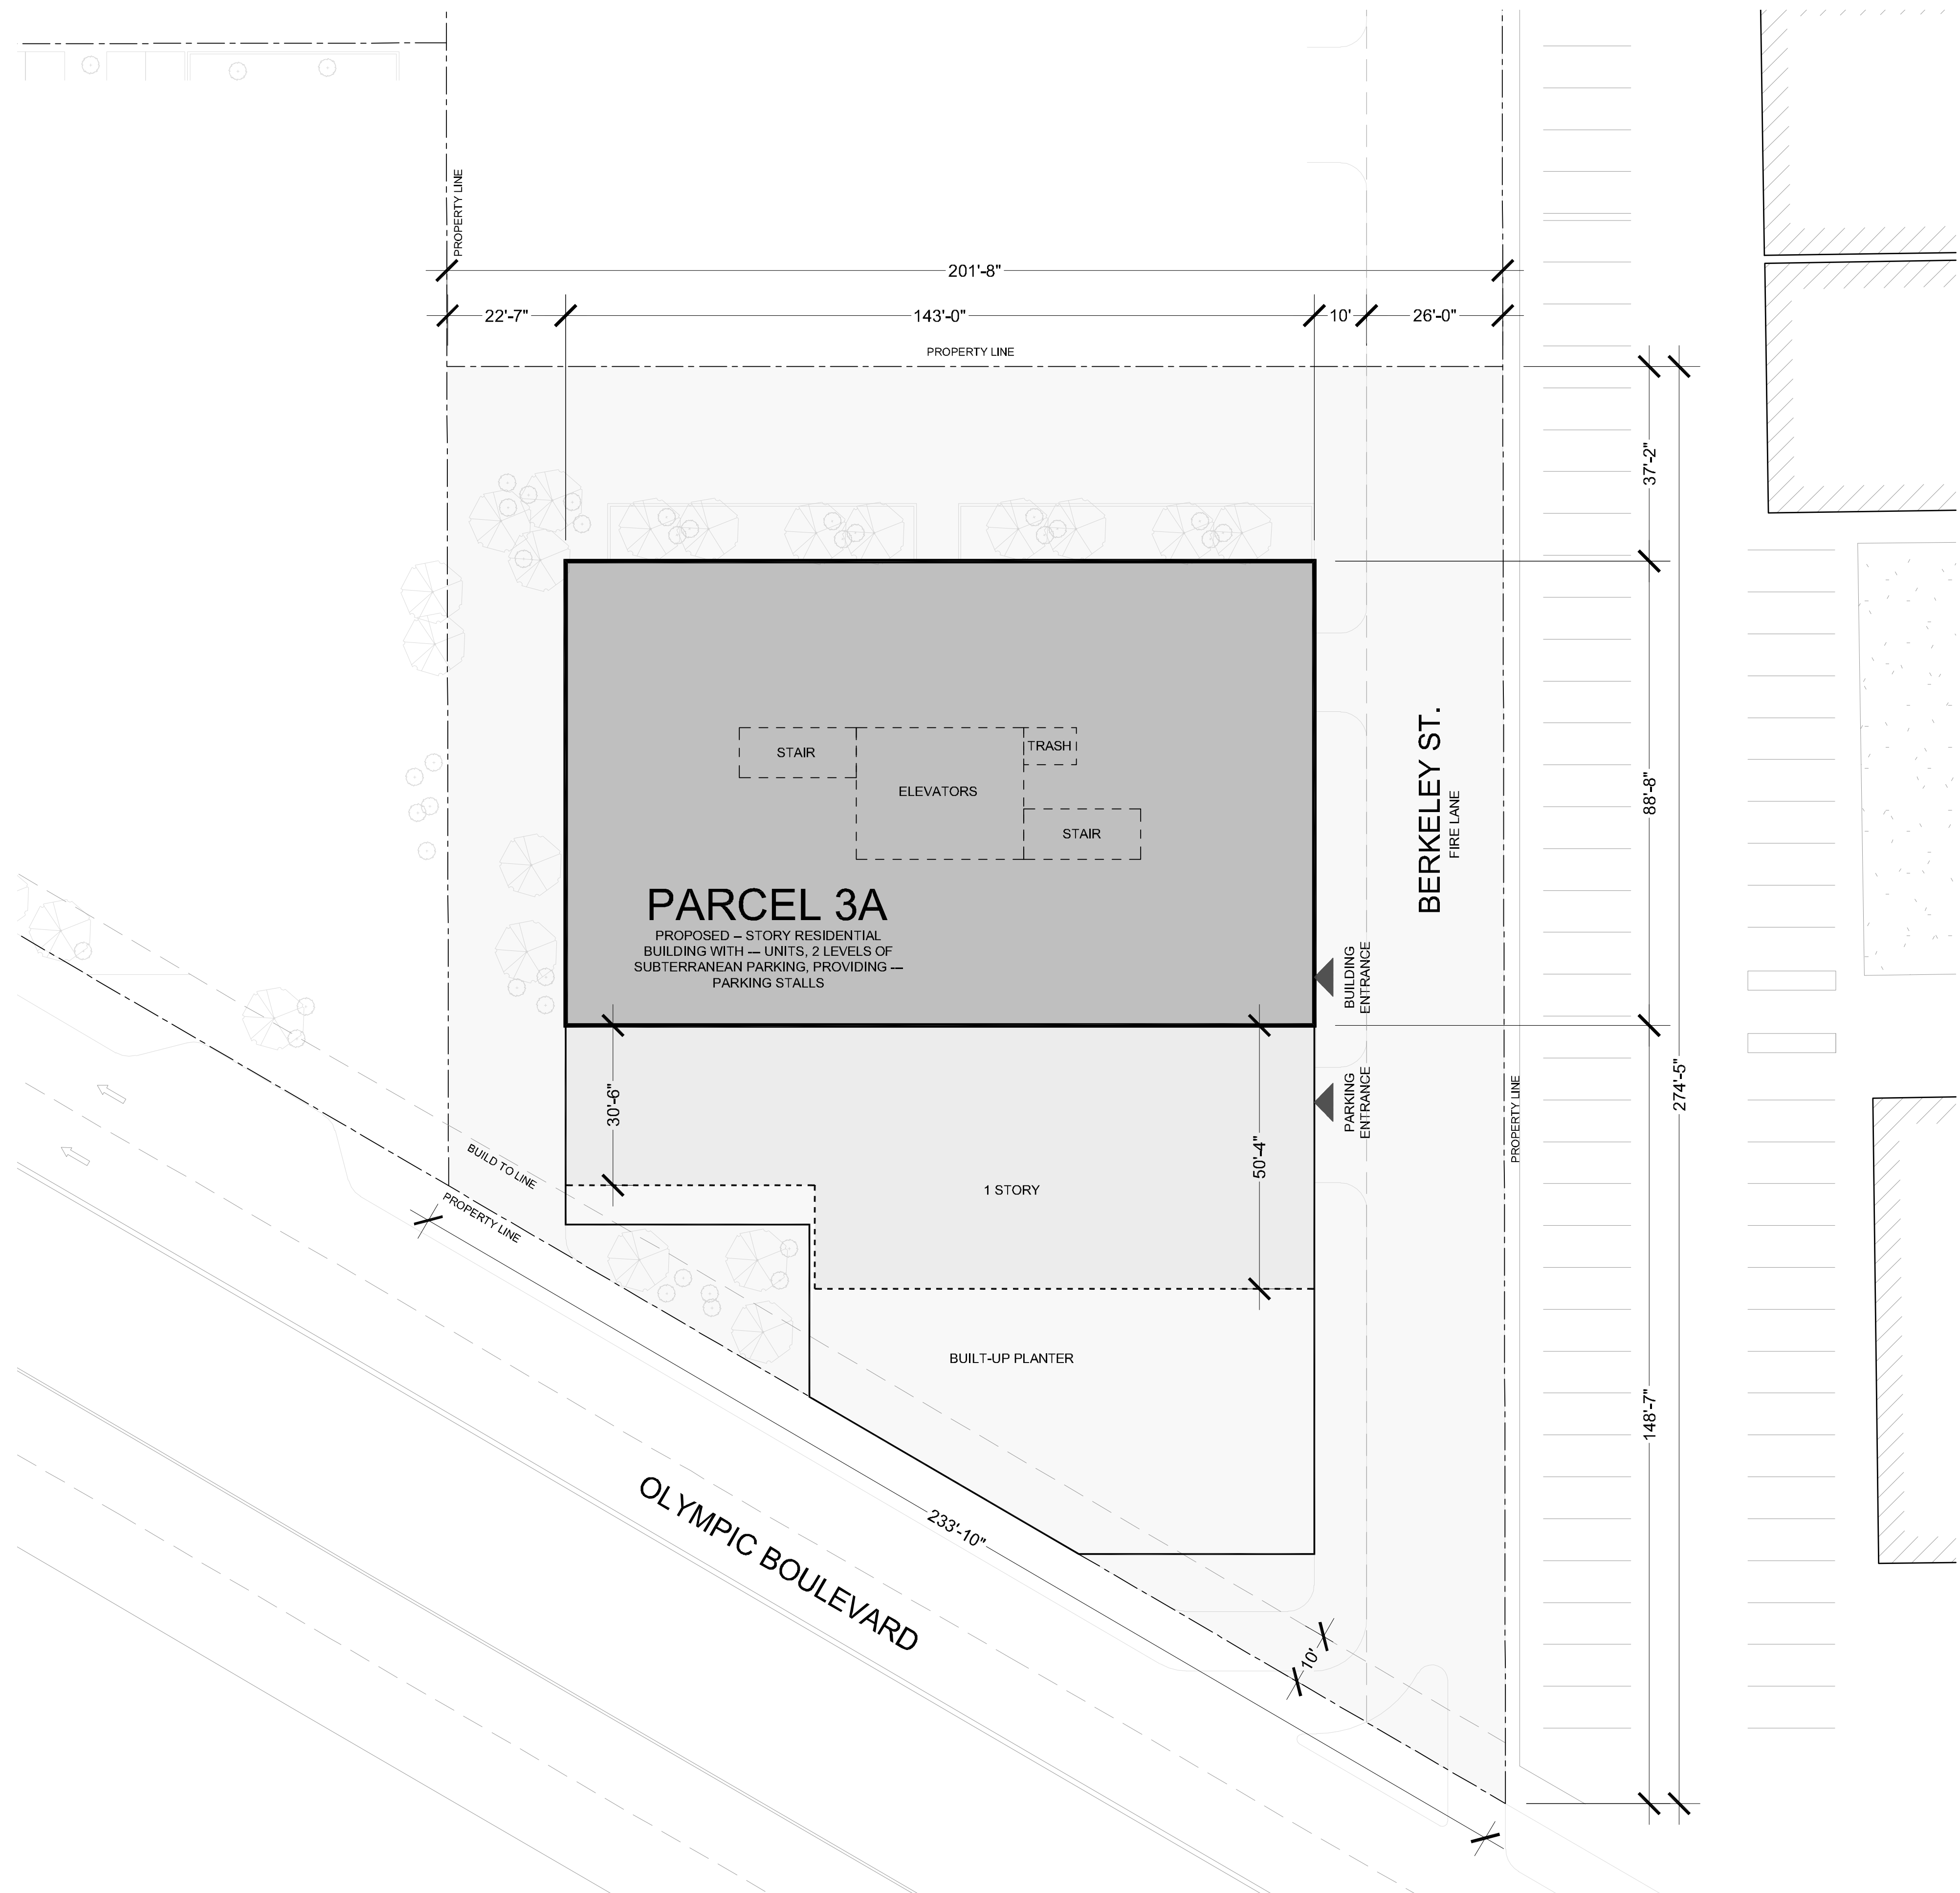 PROPERTY LINE
201'-8"
22'-7"
143'-0"
10'
26'-0"
PROPERTY LINE
37'-2"
STAIR
ELEVATORS
TRASH
STAIR
BERKELEY ST.
FIRE LANE
88'-8"
PARCEL 3A
PROPOSED – STORY RESIDENTIAL
BUILDING WITH --- UNITS, 2 LEVELS OF
SUBTERRANEAN PARKING, PROVIDING ---
PARKING STALLS
BUILDING
ENTRANCE
30'-6"
PARKING
ENTRANCE
50'-4"
274'-5"
PROPERTY LINE
BUILD TO LINE
PROPERTY LINE
1 STORY
BUILT-UP PLANTER
148'-7"
233'-10"
OLYMPIC BOULEVARD
10'